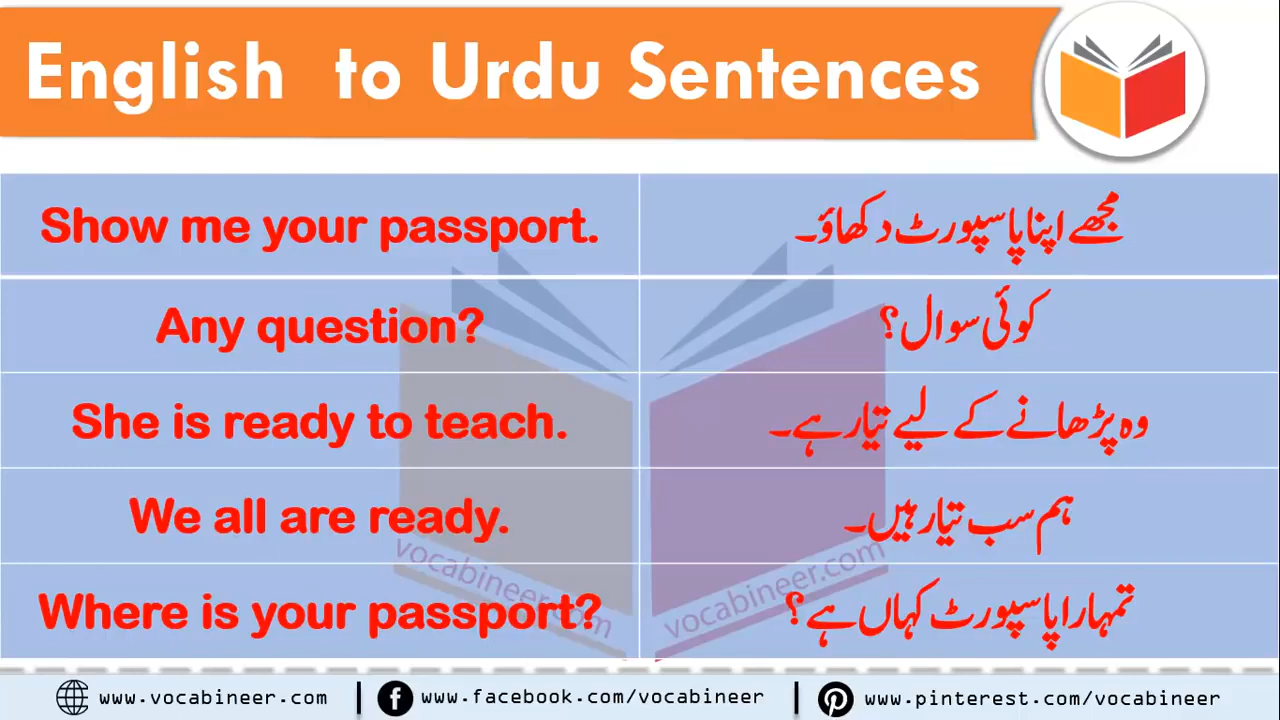 English to Urdu Sentences
Show me your passport.
مجھے اپنا پاسپورٹ دکھاؤ۔
Any question?
کوئی سوال؟
She is ready to teach.
وہ پڑھانے کے لیے تیار ہے۔
We all are ready.
ہم سب تیار ہیں۔
Where is your passport?
تمہارا پاسپورٹ کہاں ہے؟
vocabineer.com
vocabineer.com
www.vocabineer.com | www.facebook.com/vocabineer | www.pinterest.com/vocabineer